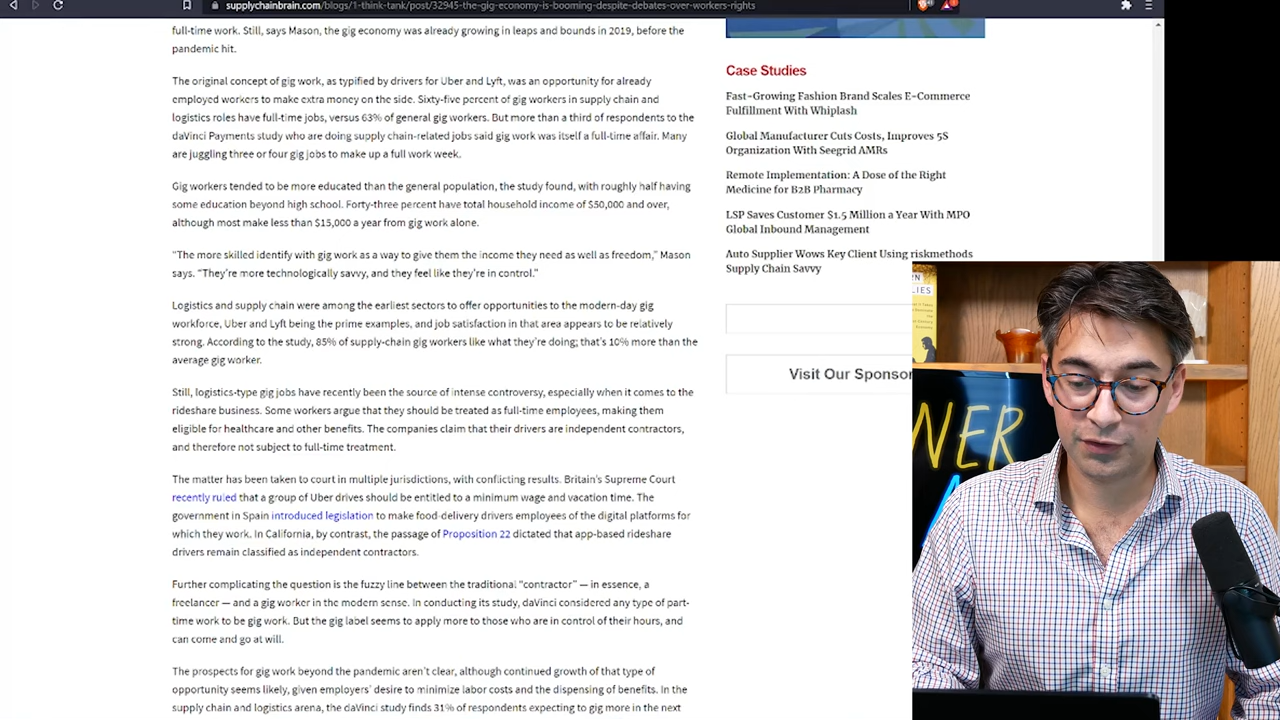 supplychainbrain.com/blogs/1-think-tank/post/32945-the-gig-economy-is-booming-despite-debates-over-workers-rights
full-time work. Still, says Mason, the gig economy was already growing in leaps and bounds in 2019, before the
pandemic hit.
The original concept of gig work, as typified by drivers for Uber and Lyft, was an opportunity for already
employed workers to make extra money on the side. Sixty-five percent of gig workers in supply chain and
logistics roles have full-time jobs, versus 63% of general gig workers. But more than a third of respondents to the
daVinci Payments study who are doing supply chain-related jobs said gig work was itself a full-time affair. Many
are juggling three or four gig jobs to make up a full work week.
Gig workers tended to be more educated than the general population, the study found, with roughly half having
some education beyond high school. Forty-three percent have total household income of $50,000 and over,
although most make less than $15,000 a year from gig work alone.
“The more skilled identify with gig work as a way to give them the income they need as well as freedom,” Mason
says. “They’re more technologically savvy, and they feel like they’re in control.”
Logistics and supply chain were among the earliest sectors to offer opportunities to the modern-day gig
workforce, Uber and Lyft being the prime examples, and job satisfaction in that area appears to be relatively
strong. According to the study, 85% of supply-chain gig workers like what they’re doing; that’s 10% more than the
average gig worker.
Still, logistics-type gig jobs have recently been the source of intense controversy, especially when it comes to the
rideshare business. Some workers argue that they should be treated as full-time employees, making them
eligible for healthcare and other benefits. The companies claim that their drivers are independent contractors,
and therefore not subject to full-time treatment.
The matter has been taken to court in multiple jurisdictions, with conflicting results. Britain’s Supreme Court
recently ruled that a group of Uber drives should be entitled to a minimum wage and vacation time. The
government in Spain introduced legislation to make food-delivery drivers employees of the digital platforms for
which they work. In California, by contrast, the passage of Proposition 22 dictated that app-based rideshare
drivers remain classified as independent contractors.
Further complicating the question is the fuzzy line between the traditional “contractor” — in essence, a
freelancer — and a gig worker in the modern sense. In conducting its study, daVinci considered any type of part-
time work to be gig work. But the gig label seems to apply more to those who are in control of their hours, and
can come and go at will.
The prospects for gig work beyond the pandemic aren’t clear, although continued growth of that type of
opportunity seems likely, given employers’ desire to minimize labor costs and the dispensing of benefits. In the
supply chain and logistics arena, the daVinci study finds 31% of respondents expecting to gig more in the next
Case Studies
Fast-Growing Fashion Brand Scales E-Commerce
Fulfillment With Whiplash
Global Manufacturer Cuts Costs, Improves 5S
Organization With Seegrid AMRs
Remote Implementation: A Dose of the Right
Medicine for B2B Pharmacy
LSP Saves Customer $1.5 Million a Year With MPO
Global Inbound Management
Auto Supplier Wows Key Client Using riskmethods
Supply Chain Savvy
Visit Our Sponsor
NER